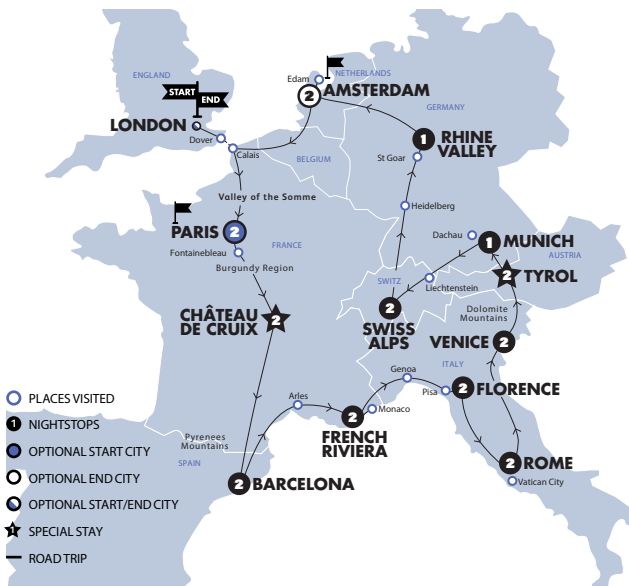 ENGLAND
START
END
LONDON
Dover
Calais
Edam
NETHERLANDS
2
AMSTERDAM
GERMANY
1
RHINE
VALLEY
St Goar
BELGIUM
Valley of the Somme
PARIS
2
Fontainebleau
FRANCE
Burgundy Region
Heidelberg
Dachau
1
MUNICH
AUSTRIA
2
TYROL
SWITZ
Liechtenstein
2
SWISS
ALPS
Dolomite
Mountains
VENICE
2
CHÂTEAU
DE CRUIX
2
ITALY
Genoa
Pisa
2
FLORENCE
Arles
Monaco
2
FRENCH
RIVIERA
2
ROME
Vatican City
Pyrenees
Mountains
SPAIN
2
BARCELONA
PLACES VISITED
1
NIGHTSTOPS
OPTIONAL START CITY
OPTIONAL END CITY
OPTIONAL START/END CITY
1
SPECIAL STAY
ROAD TRIP